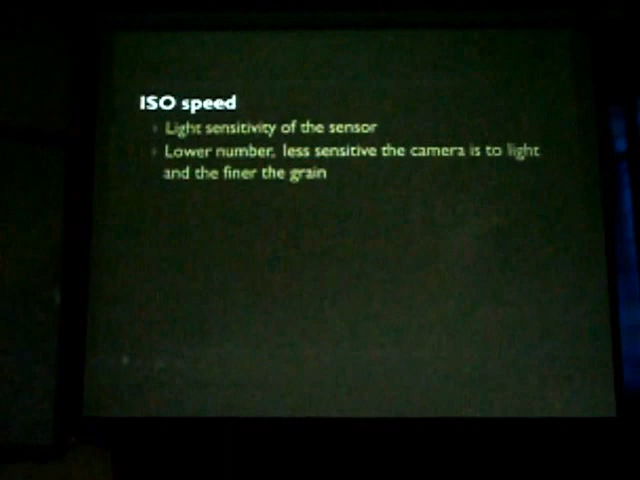 ISO speed
Light sensitivity of the sensor
Lower number, less sensitive the camera is to light
and the finer the grain